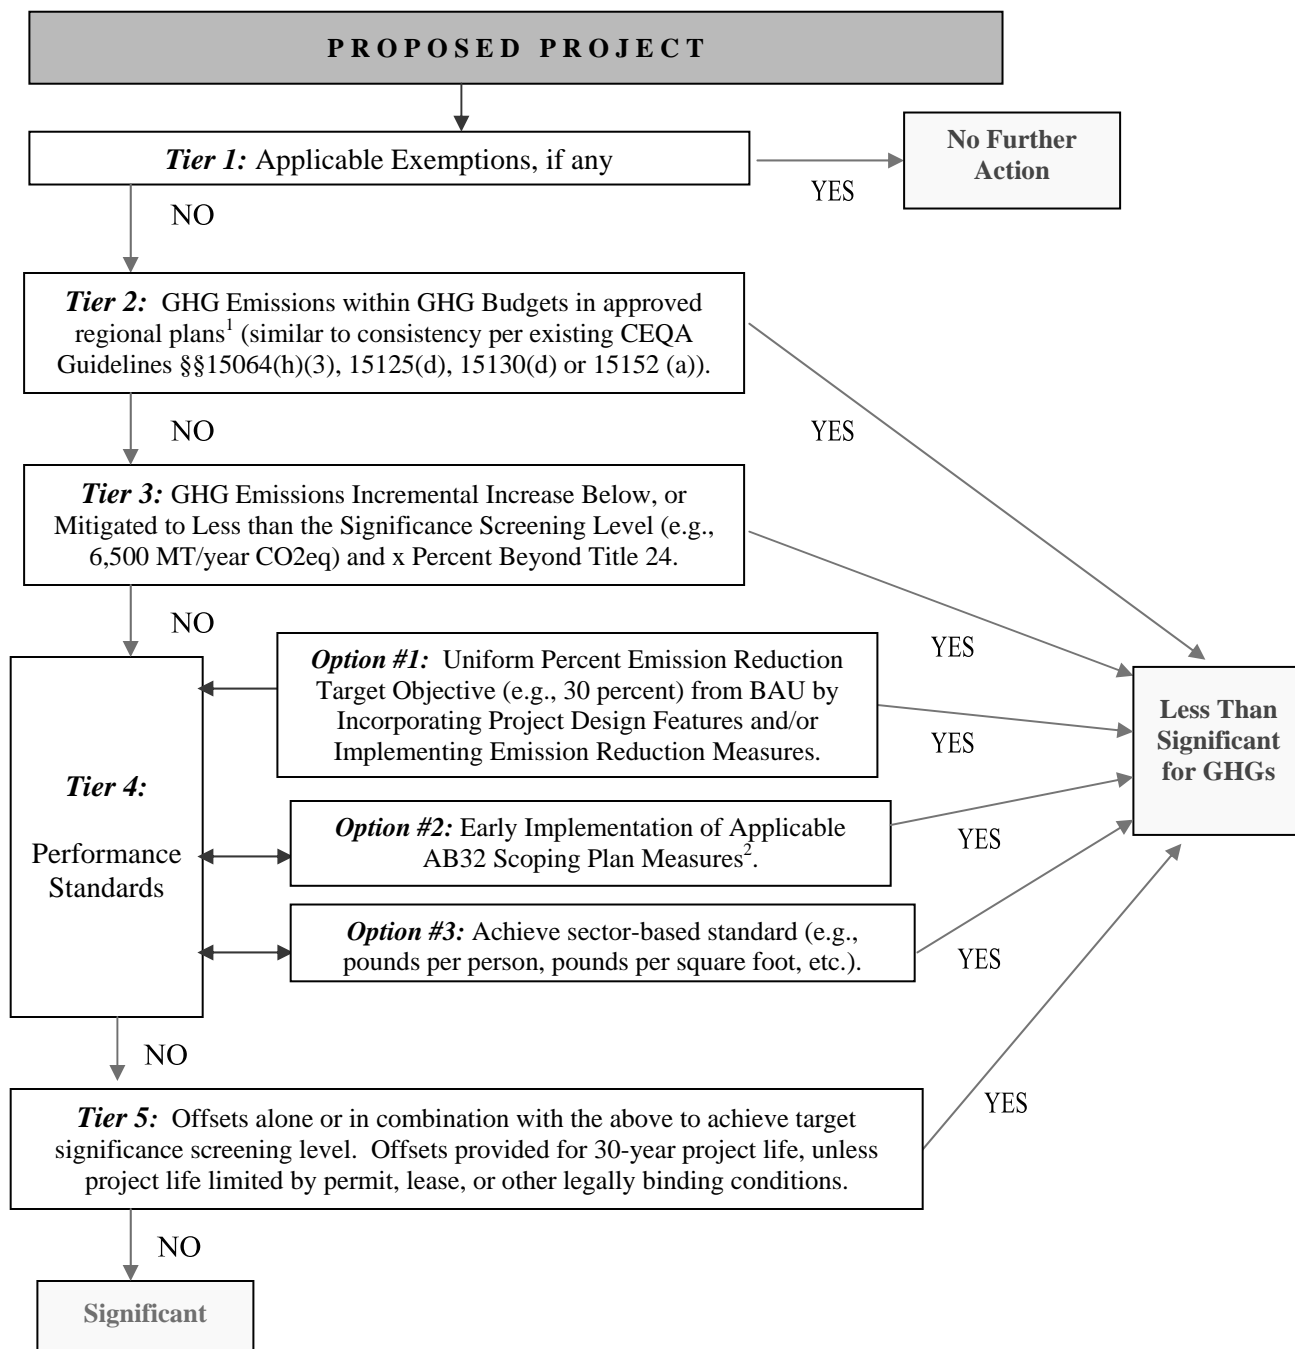 PROPOSED PROJECT
Tier 1: Applicable Exemptions, if any
YES
No Further
Action
NO
Tier 2: GHG Emissions within GHG Budgets in approved
regional plans1 (similar to consistency per existing CEQA
Guidelines §§15064(h)(3), 15125(d), 15130(d) or 15152 (a)).
YES
NO
Tier 3: GHG Emissions Incremental Increase Below, or
Mitigated to Less than the Significance Screening Level (e.g.,
6,500 MT/year CO2eq) and x Percent Beyond Title 24.
YES
NO
Tier 4:
Performance
Standards
Option #1: Uniform Percent Emission Reduction
Target Objective (e.g., 30 percent) from BAU by
Incorporating Project Design Features and/or
Implementing Emission Reduction Measures.
YES
Option #2: Early Implementation of Applicable
AB32 Scoping Plan Measures2.
YES
Option #3: Achieve sector-based standard (e.g.,
pounds per person, pounds per square foot, etc.).
YES
Less Than
Significant
for GHGs
NO
Tier 5: Offsets alone or in combination with the above to achieve target
significance screening level. Offsets provided for 30-year project life, unless
project life limited by permit, lease, or other legally binding conditions.
YES
NO
Significant